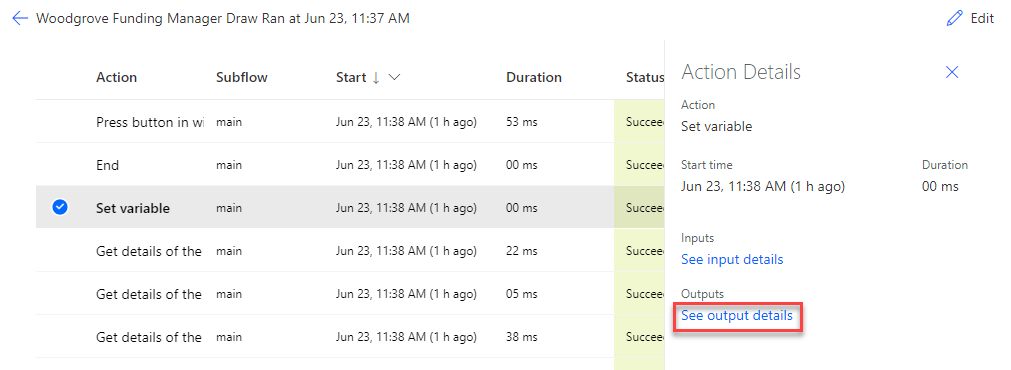 Woodgrove Funding Manager Draw Ran at Jun 23, 11:37 AM
Edit
Action Subflow Start ↓ Duration Status
Press button in wi main Jun 23, 11:38 AM (1 h ago) 53 ms Succee
End main Jun 23, 11:38 AM (1 h ago) 00 ms Succee
Set variable main Jun 23, 11:38 AM (1 h ago) 00 ms Succee
Get details of the main Jun 23, 11:38 AM (1 h ago) 22 ms Succee
Get details of the main Jun 23, 11:38 AM (1 h ago) 05 ms Succee
Get details of the main Jun 23, 11:38 AM (1 h ago) 38 ms Succee
Action Details
Action
Set variable
Start time Duration
Jun 23, 11:38 AM (1 h ago) 00 ms
Inputs
See input details
Outputs
See output details